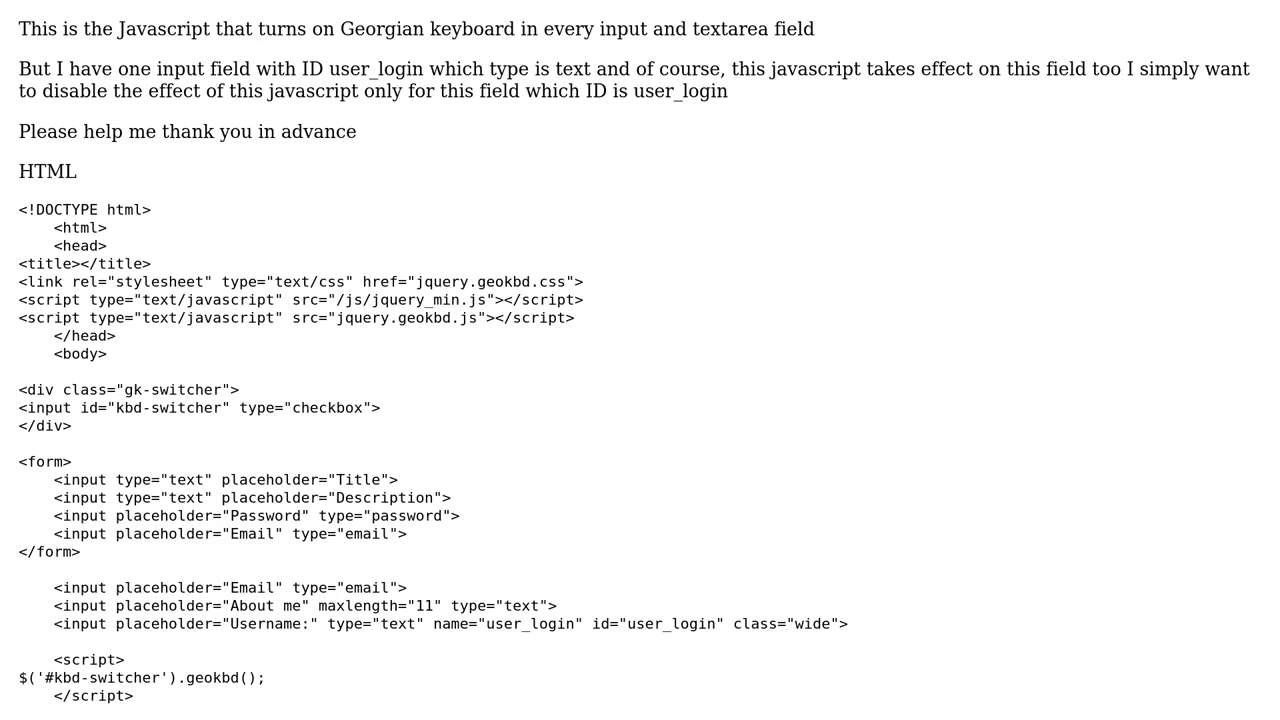 This is the Javascript that turns on Georgian keyboard in every input and textarea field
But I have one input field with ID user_login which type is text and of course, this javascript takes effect on this field too I simply want
to disable the effect of this javascript only for this field which ID is user_login
Please help me thank you in advance
HTML
<!DOCTYPE html>
    <html>
    <head>
<title></title>
<link rel="stylesheet" type="text/css" href="jquery.geokbd.css">
<script type="text/javascript" src="/js/jquery_min.js"></script>
<script type="text/javascript" src="jquery.geokbd.js"></script>
    </head>
    <body>

<div class="gk-switcher">
<input id="kbd-switcher" type="checkbox">
</div>

<form>
    <input type="text" placeholder="Title">
    <input type="text" placeholder="Description">
    <input placeholder="Password" type="password">
    <input placeholder="Email" type="email">
</form>

    <input placeholder="Email" type="email">
    <input placeholder="About me" maxlength="11" type="text">
    <input placeholder="Username:" type="text" name="user_login" id="user_login" class="wide">

    <script>
$('#kbd-switcher').geokbd();
    </script>